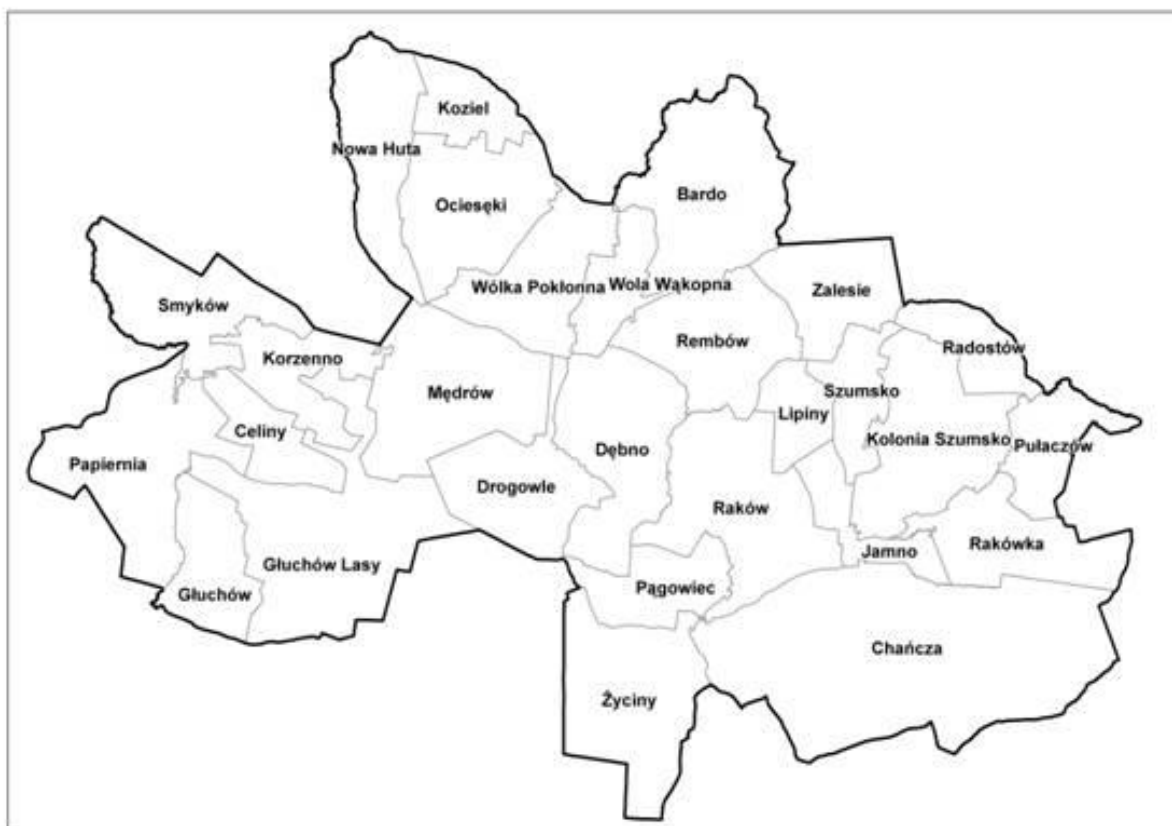 Koziel
Nowa Huta
Bardo
Ociesęki
Wólka Pokłonna
Wola Wąkopna
Zalesie
Smyków
Rembów
Radostów
Korzenno
Mędrów
Szumsko
Lipiny
Celiny
Kolonia Szumsko
Pułaczów
Dębno
Papiernia
Drogowle
Raków
Jamno
Rakówka
Głuchów Lasy
Głuchów
Pągowiec
Chańcza
Życiny